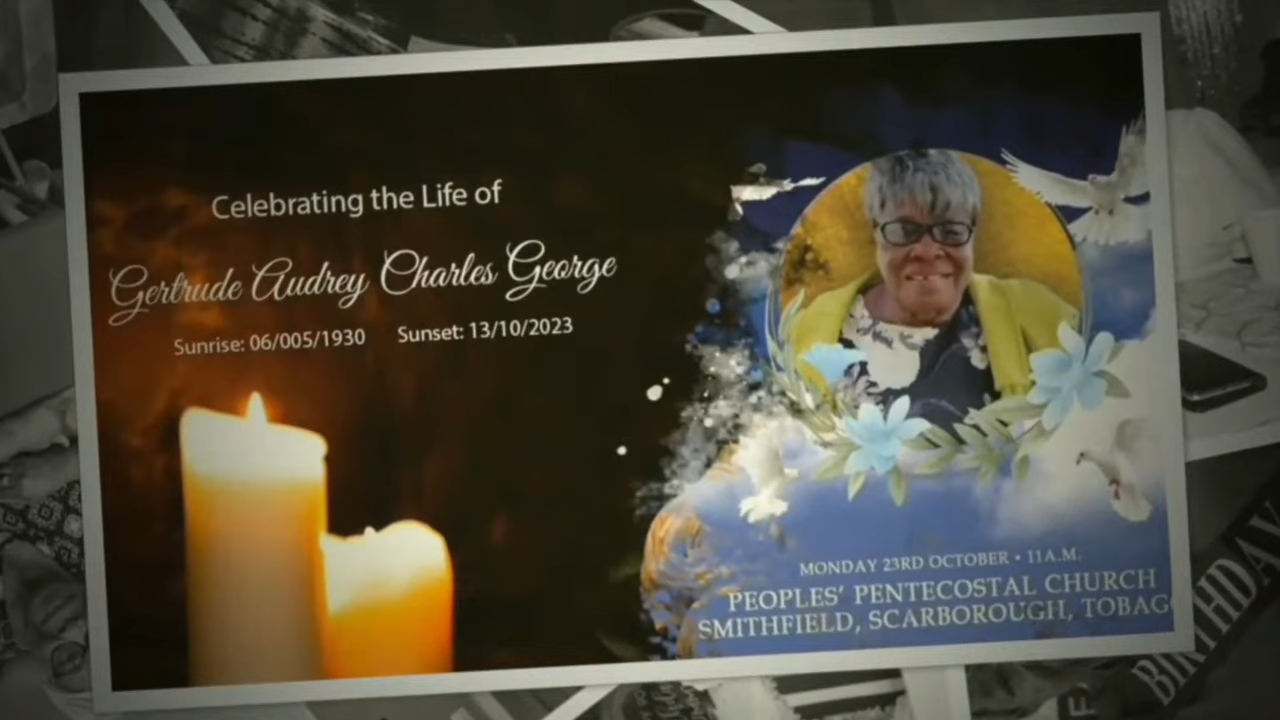 Celebrating the Life of
Gertrude Audrey Charles George
Sunrise: 06/005/1930 Sunset: 13/10/2023
MONDAY 23RD OCTOBER • 11A.M.
PEOPLES' PENTECOSTAL CHURCH
SMITHFIELD, SCARBOROUGH, TOBAG
BIRTHDAY